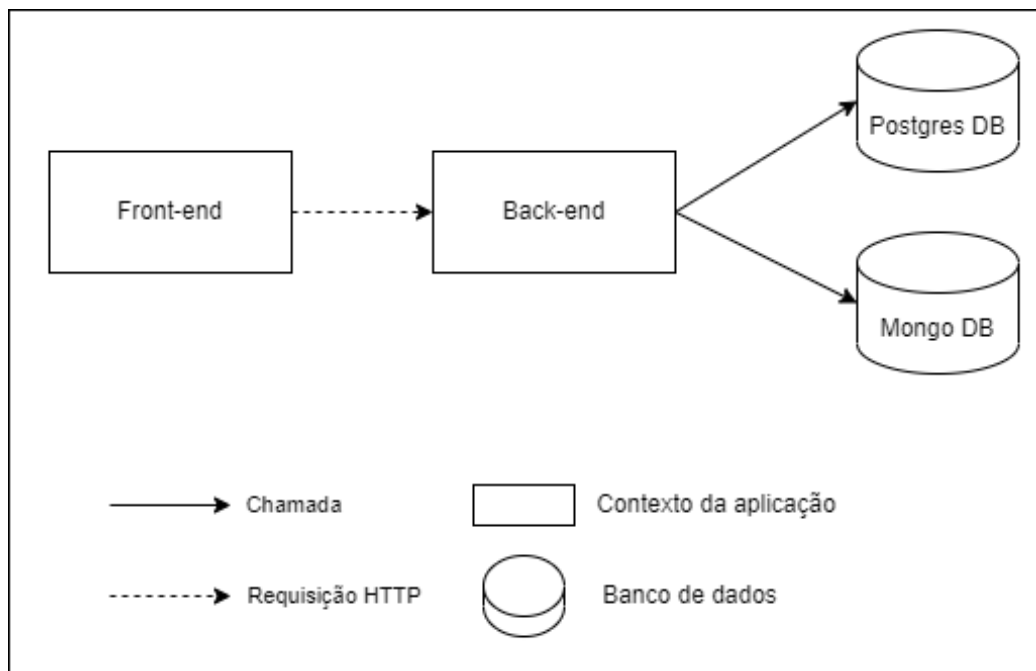 Postgres DB
Front-end
Back-end
Mongo DB
Chamada
Contexto da aplicação
Requisição HTTP
Banco de dados